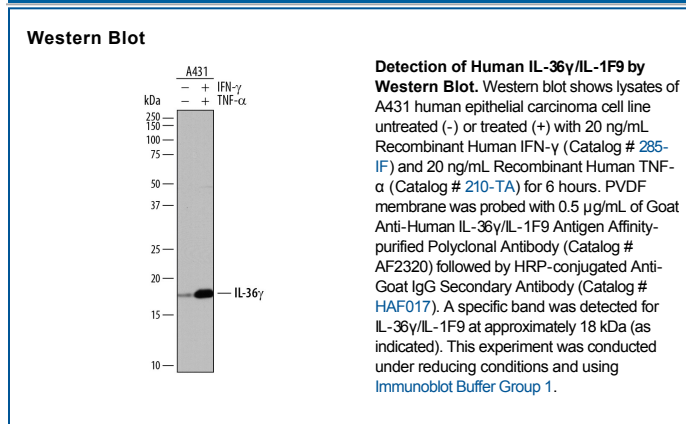 Western Blot
A431
− + IFN-γ
kDa − + TNF-α
250
150
100
75
50
37
25
20
IL-36γ
15
10
Detection of Human IL-36γ/IL-1F9 by
Western Blot. Western blot shows lysates of
A431 human epithelial carcinoma cell line
untreated (-) or treated (+) with 20 ng/mL
Recombinant Human IFN-γ (Catalog # 285-
IF) and 20 ng/mL Recombinant Human TNF-
α (Catalog # 210-TA) for 6 hours. PVDF
membrane was probed with 0.5 µg/mL of Goat
Anti-Human IL-36γ/IL-1F9 Antigen Affinity-
purified Polyclonal Antibody (Catalog #
AF2320) followed by HRP-conjugated Anti-
Goat IgG Secondary Antibody (Catalog #
HAF017). A specific band was detected for
IL-36γ/IL-1F9 at approximately 18 kDa (as
indicated). This experiment was conducted
under reducing conditions and using
Immunoblot Buffer Group 1.